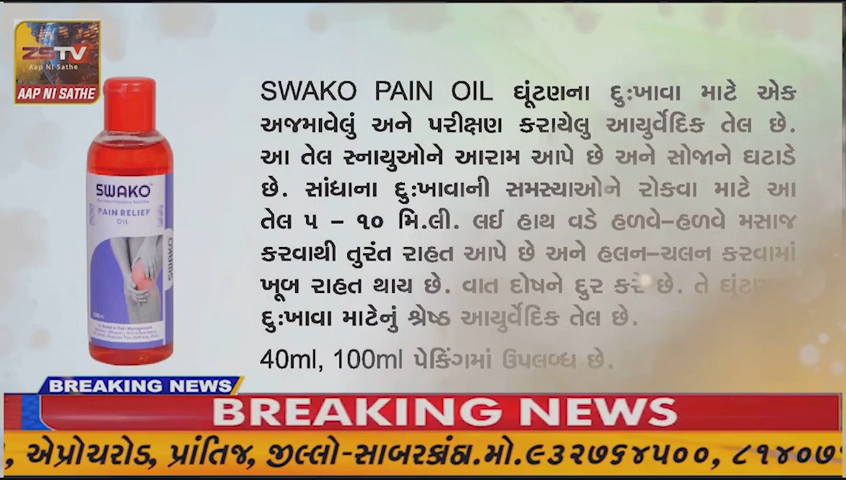 ZSTV
Aap Ni Sathe
AAP NI SATHE
SWAKO PAIN OIL ઘૂંટણના દુઃખાવા માટે એક
અજમાવેલું અને પરીક્ષણ કરાયેલુ આયુર્વેદિક તેલ છે.
આ તેલ સ્નાયુઓને આરામ આપે છે અને સોજાને ઘટાડે
છે. સાંધાના દુઃખાવાની સમસ્યાઓને રોકવા માટે આ
તેલ ૫ – ૧૦ મિ.લી. લઈ હાથ વડે હળવે-હળવે મસાજ
કરવાથી તુરંત રાહત આપે છે અને હલન-ચલન કરવામાં
ખૂબ રાહત થાય છે. વાત દોષને દુર કરે છે. તે ઘૂંટણ
દુઃખાવા માટેનું શ્રેષ્ઠ આયુર્વેદિક તેલ છે.
40ml, 100ml પેકિંગમાં ઉપલબ્ધ છે.
SWAKO
PAIN RELIEF
OIL
SWAKO
BREAKING NEWS
BREAKING NEWS
, એપ્રોચરોડ, પ્રાંતિજ, જીલ્લો-સાબરકાંઠા.મો.૯૩૨૭૬૪૫૦૦, ૮૧૪૦૭